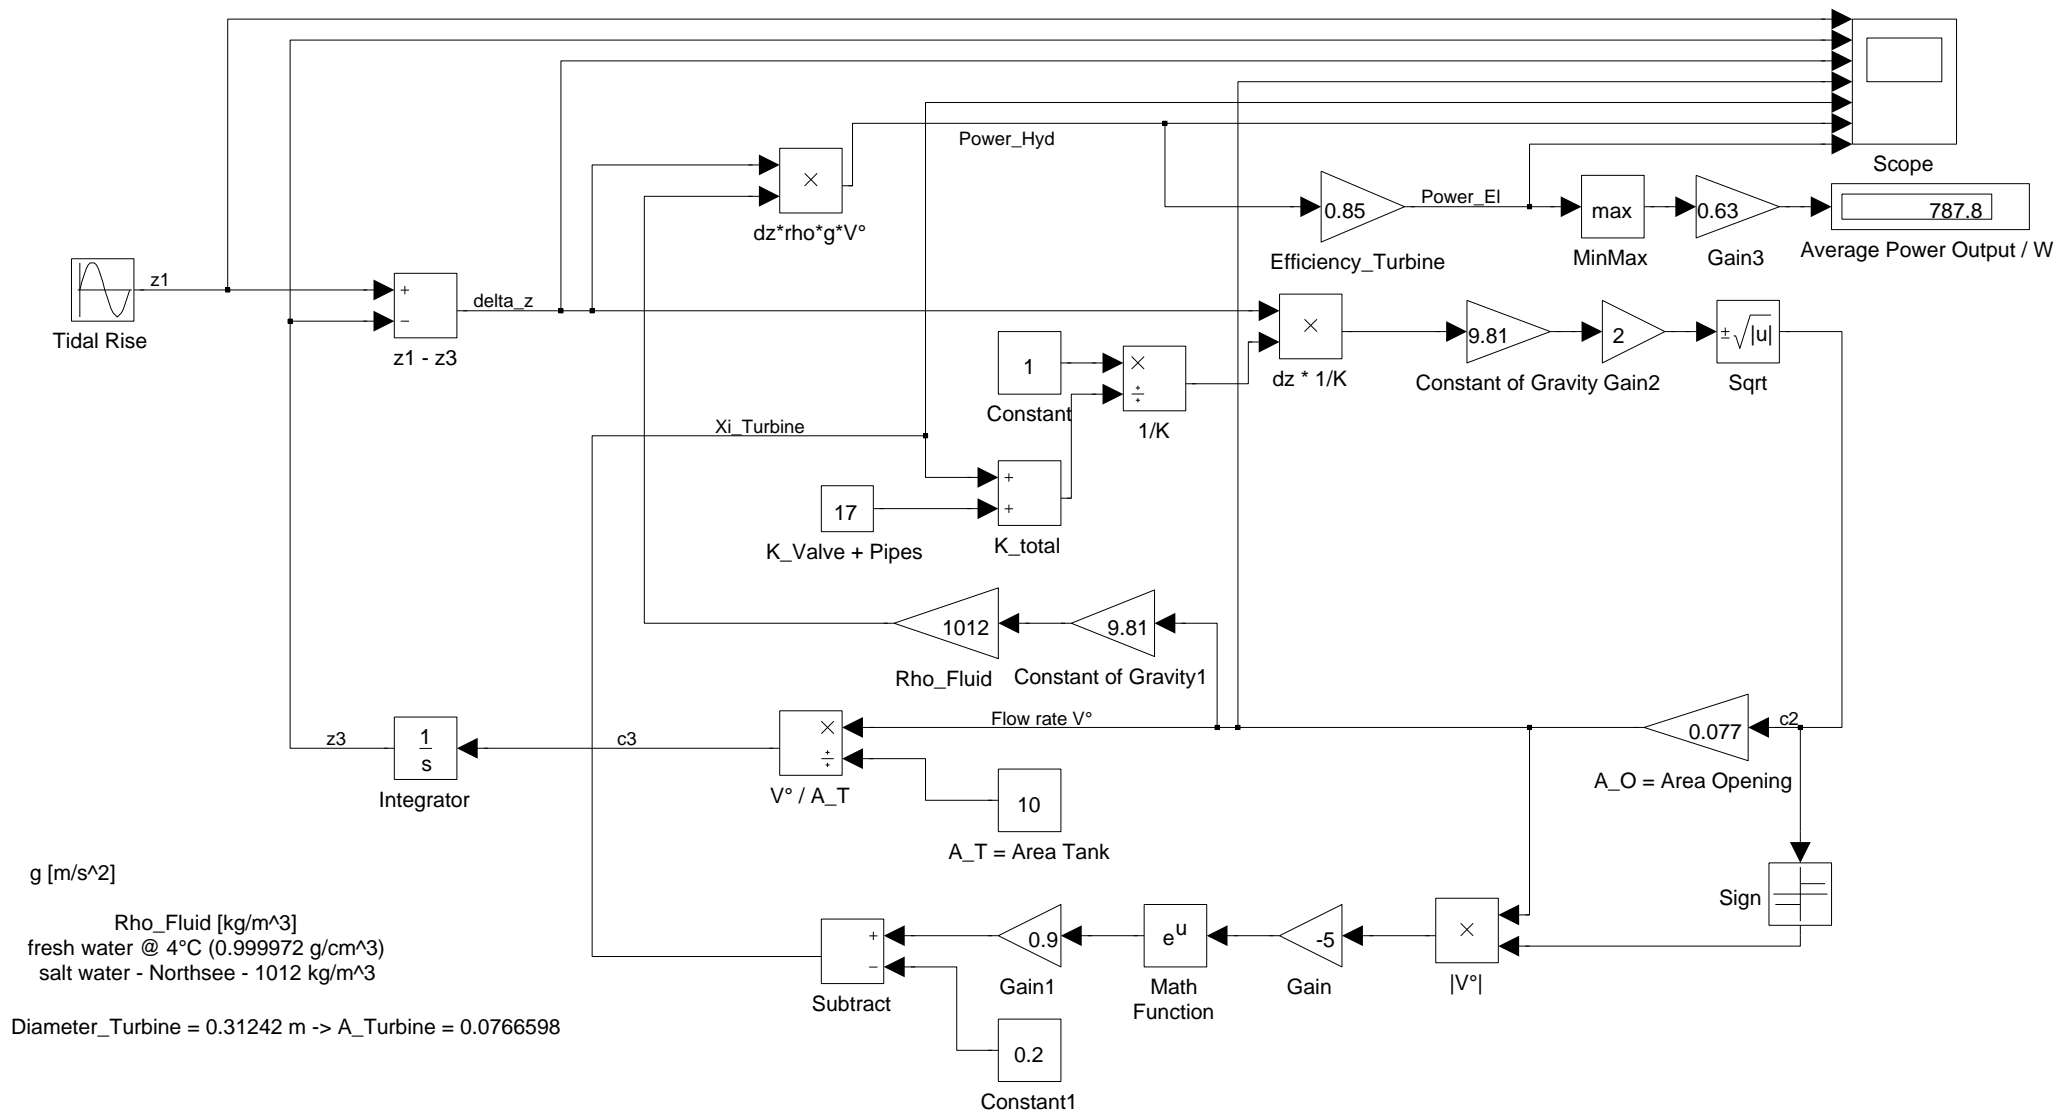 Power_Hyd
Scope
×
dz*rho*g*V°
0.85
Efficiency_Turbine
Power_El
max
MinMax
0.63
Gain3
787.8
Average Power Output / W
z1
Tidal Rise
+
−
z1 - z3
delta_z
×
dz * 1/K
9.81
Constant of Gravity
2
Gain2
±√|u|
Sqrt
1
Constant
×
÷
1/K
Xi_Turbine
17
K_Valve + Pipes
+
+
K_total
1012
Rho_Fluid
9.81
Constant of Gravity1
z3
1
s
Integrator
c3
×
÷
V° / A_T
Flow rate V°
10
A_T = Area Tank
0.077
c2
A_O = Area Opening
Sign
g [m/s^2]
Rho_Fluid [kg/m^3]
fresh water @ 4°C (0.999972 g/cm^3)
salt water - Northsee - 1012 kg/m^3
Diameter_Turbine = 0.31242 m -> A_Turbine = 0.0766598
+
−
Subtract
0.9
Gain1
e^u
Math
Function
-5
Gain
×
|V°|
0.2
Constant1